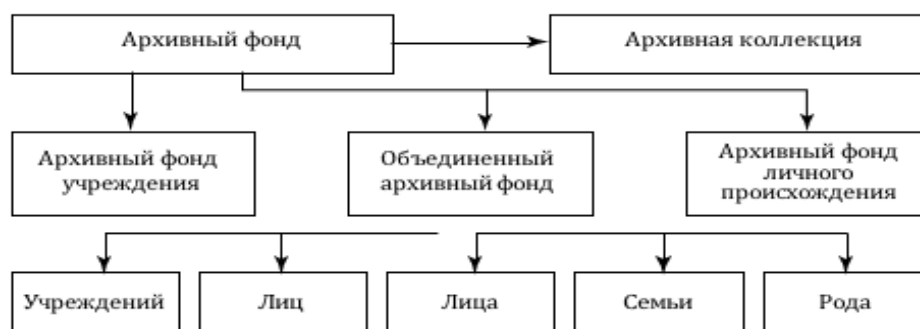 Архивный фонд
Архивная коллекция
Архивный фонд
учреждения
Объединенный
архивный фонд
Архивный фонд
личного
происхождения
Учреждений
Лиц
Лица
Семьи
Рода